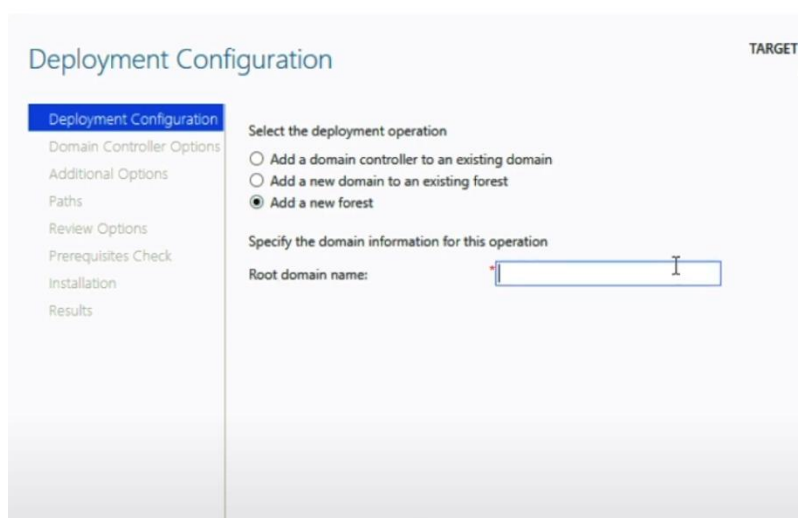 Deployment Configuration
TARGET
Deployment Configuration
Domain Controller Options
Additional Options
Paths
Review Options
Prerequisites Check
Installation
Results
Select the deployment operation
Add a domain controller to an existing domain
Add a new domain to an existing forest
Add a new forest
Specify the domain information for this operation
Root domain name:
*